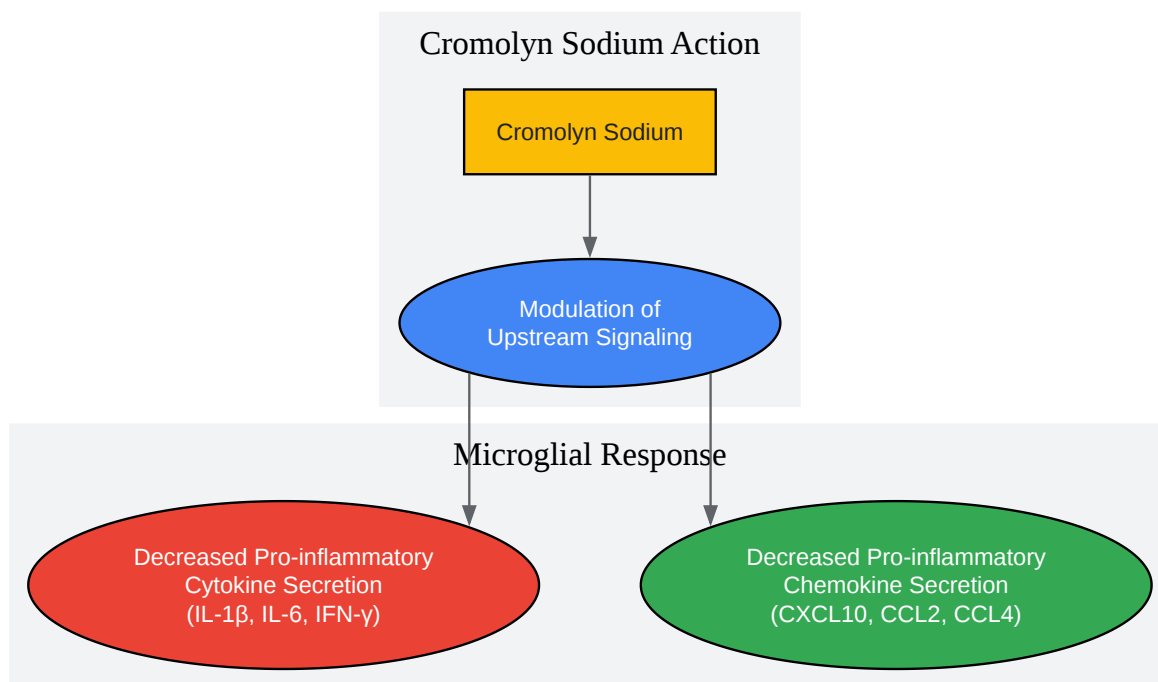 Cromolyn Sodium Action
Cromolyn Sodium
Modulation of
Upstream Signaling
Microglial Response
Decreased Pro-inflammatory
Cytokine Secretion
(IL-1β, IL-6, IFN-γ)
Decreased Pro-inflammatory
Chemokine Secretion
(CXCL10, CCL2, CCL4)